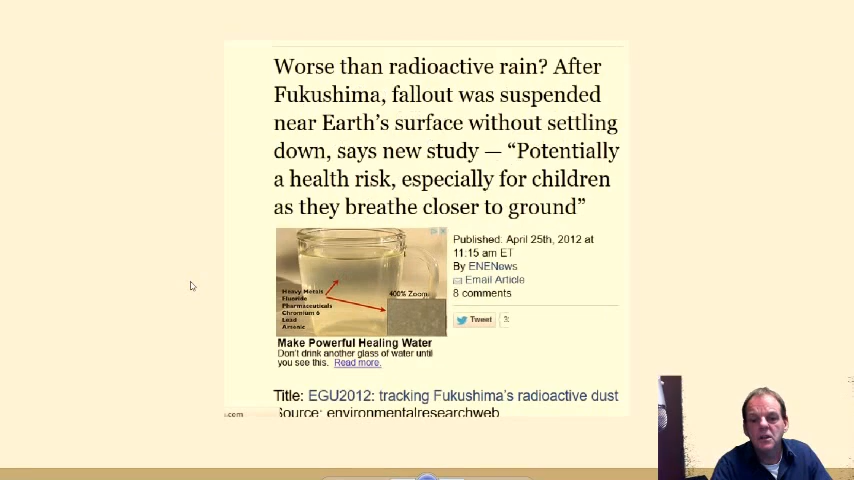 Worse than radioactive rain? After
Fukushima, fallout was suspended
near Earth's surface without settling
down, says new study — “Potentially
a health risk, especially for children
as they breathe closer to ground”
Published: April 25th, 2012 at
11:15 am ET
By ENENews
Email Article
8 comments
Tweet
Heavy Metals
Fluoride
Pharmaceuticals
Chromium 6
Lead
Arsenic
400% Zoom
Make Powerful Healing Water
Don't drink another glass of water until
you see this. Read more.
Title: EGU2012: tracking Fukushima's radioactive dust
Source: environmentalresearchweb
.com